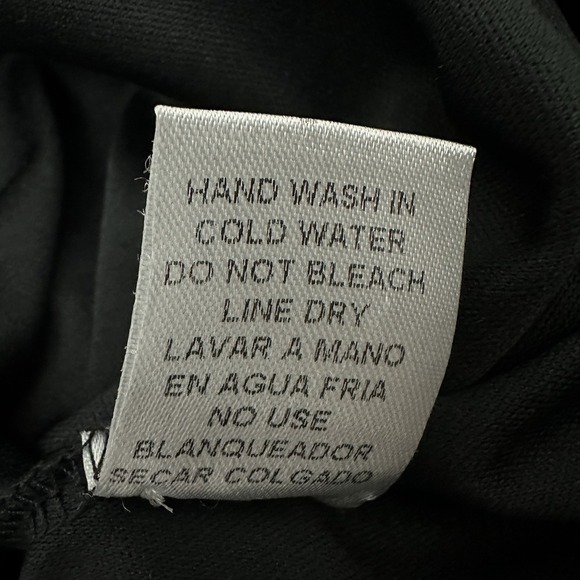 HAND WASH IN
COLD WATER
DO NOT BLEACH
LINE DRY
LAVAR A MANO
EN AGUA FRIA
NO USE
BLANQUEADOR
SECAR COLGADO